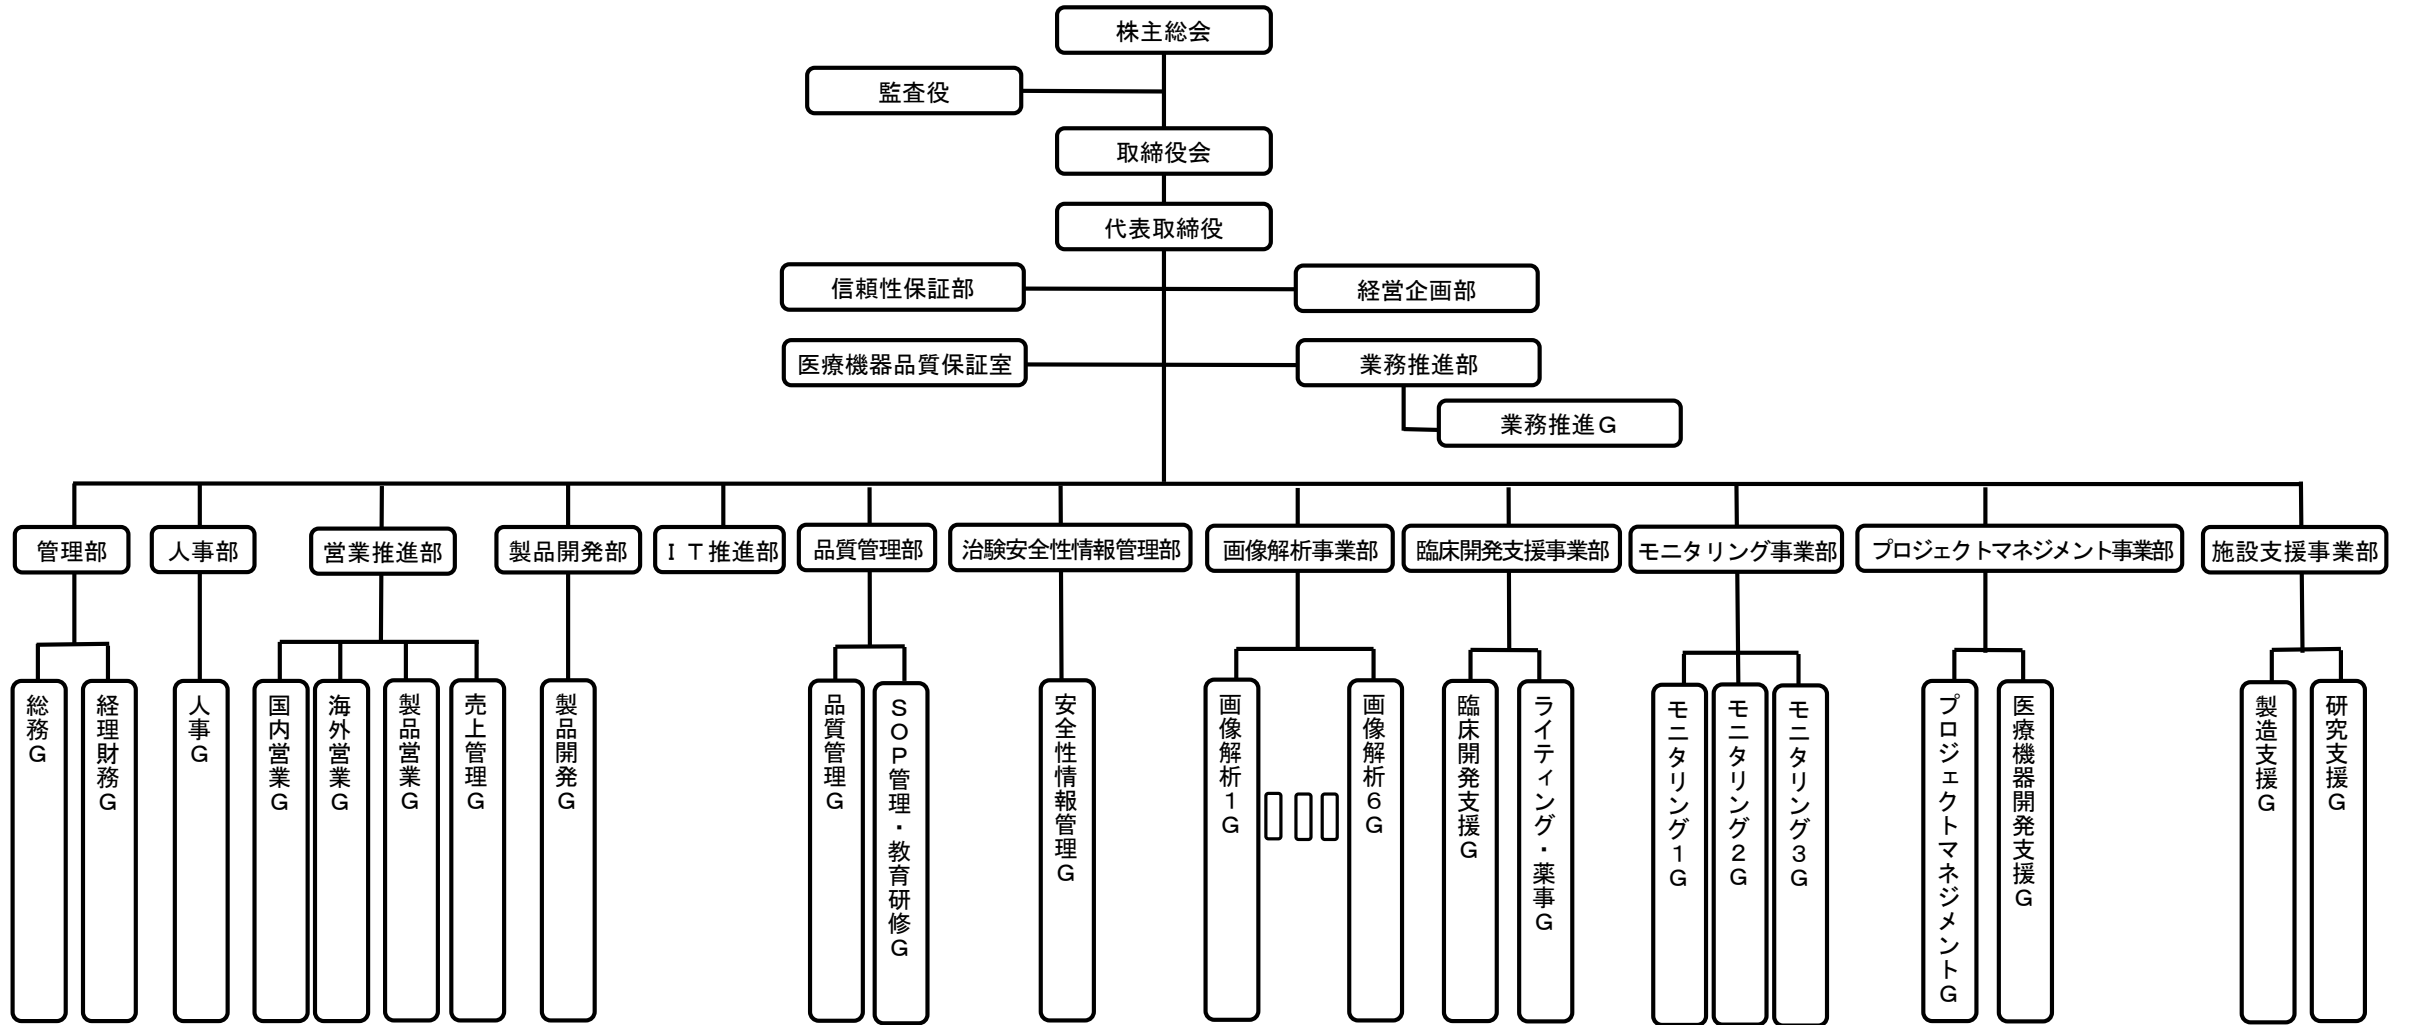 株主総会
監査役
取締役会
代表取締役
信頼性保証部
経営企画部
医療機器品質保証室
業務推進部
業務推進Ｇ
管理部
人事部
営業推進部
製品開発部
ＩＴ推進部
品質管理部
治験安全性情報管理部
画像解析事業部
臨床開発支援事業部
モニタリング事業部
プロジェクトマネジメント事業部
施設支援事業部
総務Ｇ
経理財務Ｇ
人事Ｇ
国内営業Ｇ
海外営業Ｇ
製品営業Ｇ
売上管理Ｇ
製品開発Ｇ
品質管理Ｇ
ＳＯＰ管理・教育研修Ｇ
安全性情報管理Ｇ
画像解析１Ｇ
画像解析６Ｇ
臨床開発支援Ｇ
ライティング・薬事Ｇ
モニタリング１Ｇ
モニタリング２Ｇ
モニタリング３Ｇ
プロジェクトマネジメントＧ
医療機器開発支援Ｇ
製造支援Ｇ
研究支援Ｇ